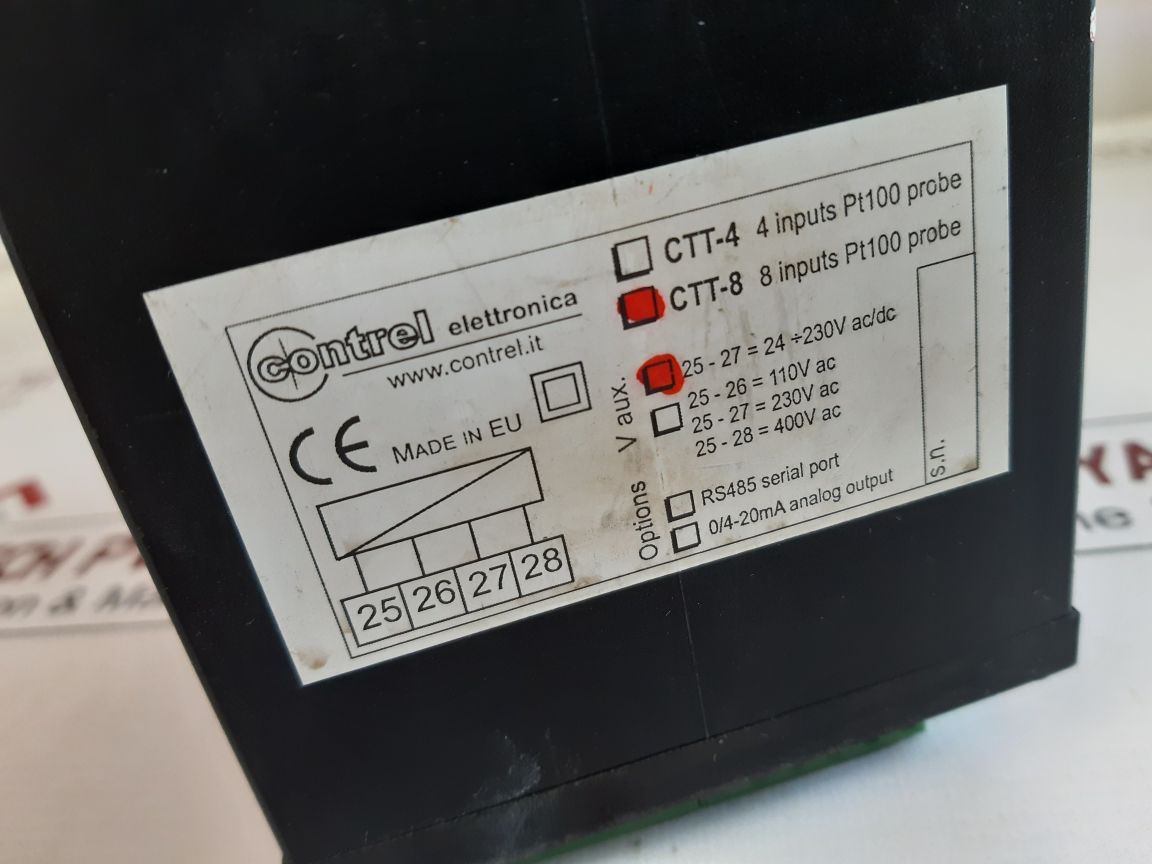 contrel elettronica
www.contrel.it
CE MADE IN EU
25 26 27 28
CTT-4 4 inputs Pt100 probe
CTT-8 8 inputs Pt100 probe
V aux.
25 - 27 = 24 ÷230V ac/dc
25 - 26 = 110V ac
25 - 27 = 230V ac
25 - 28 = 400V ac
Options
RS485 serial port
0/4-20mA analog output
s.n.